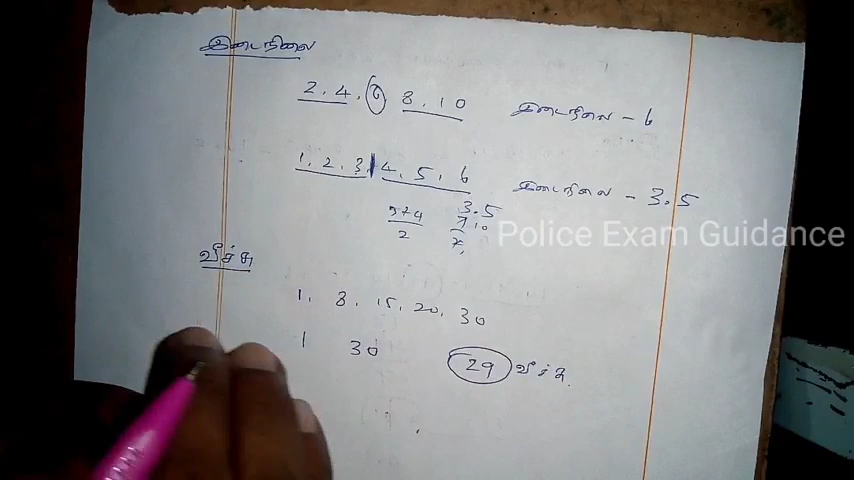 இடைநிலை
2, 4, 6 8, 10 இடைநிலை - 6
1, 2, 3, 4, 5, 6 இடைநிலை - 3.5
3+4 3.5
2 7
வீச்சு
1, 8, 15, 20, 30
1 30 29 வீச்சு.
Police Exam Guidance